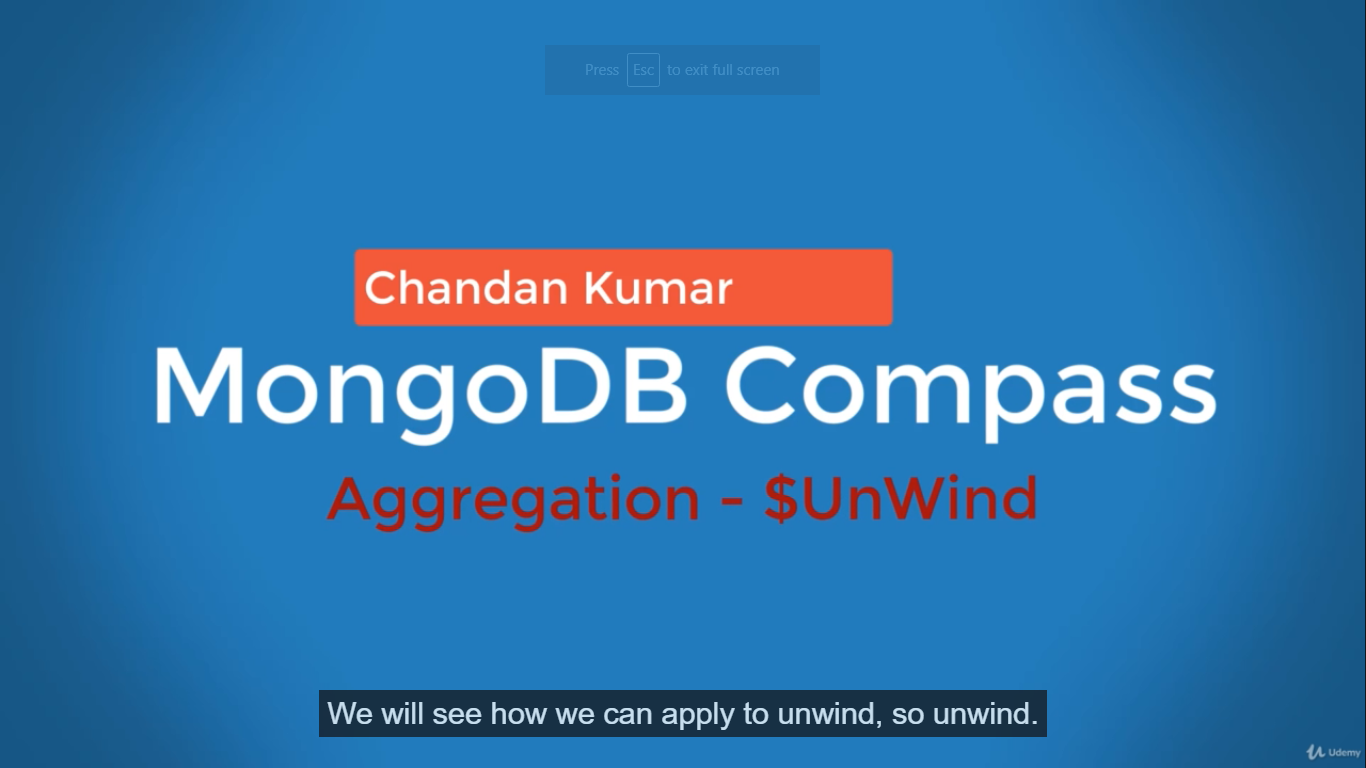 Press Esc to exit full screen
Chandan Kumar
MongoDB Compass
Aggregation - $UnWind
We will see how we can apply to unwind, so unwind.
Udemy